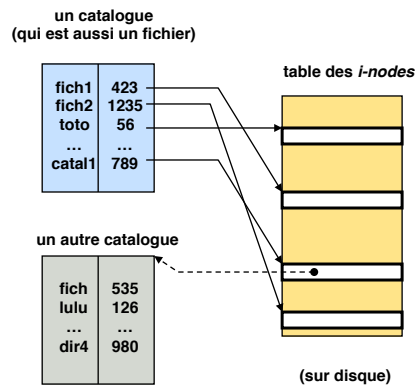 un catalogue
(qui est aussi un fichier)
table des i-nodes
fich1 423
fich2 1235
toto 56
... ...
catal1 789
un autre catalogue
fich 535
lulu 126
... ...
dir4 980
(sur disque)